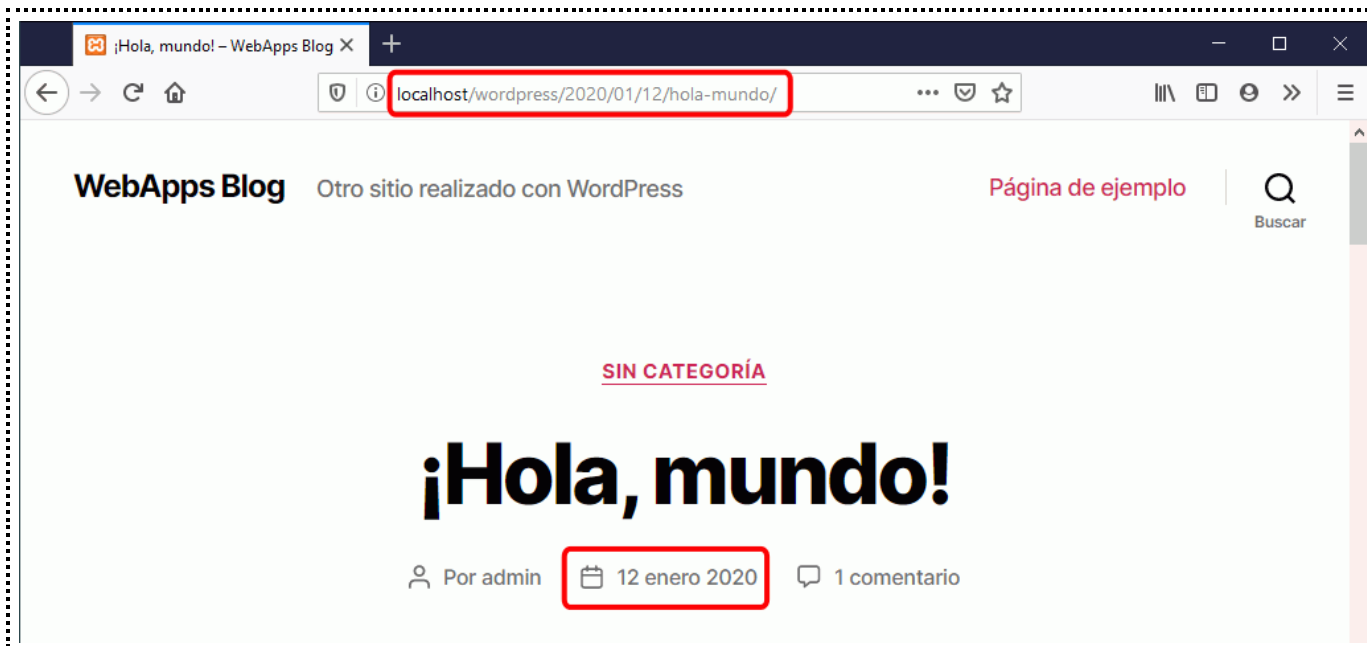 ¡Hola, mundo! – WebApps Blog
localhost/wordpress/2020/01/12/hola-mundo/
WebApps Blog Otro sitio realizado con WordPress Página de ejemplo
Buscar
SIN CATEGORÍA
¡Hola, mundo!
Por admin 12 enero 2020 1 comentario